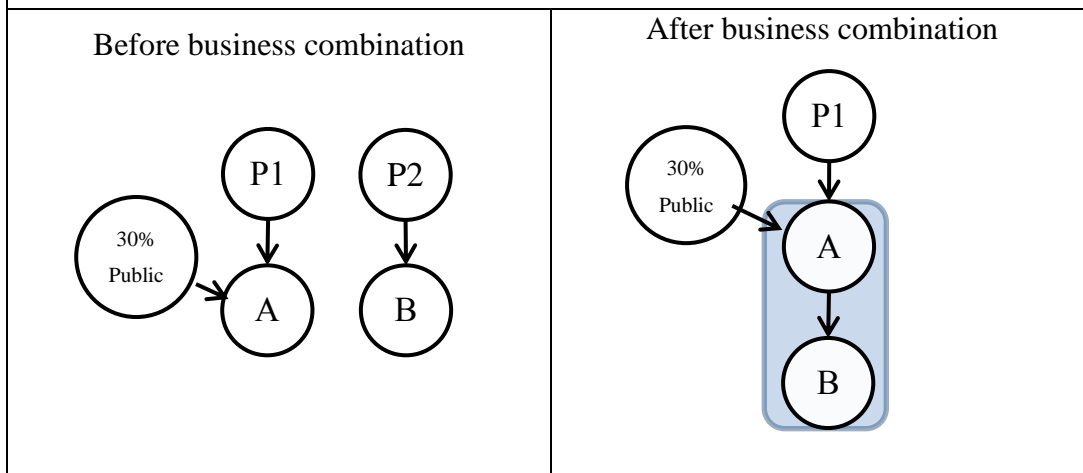 Before business combination
P1
P2
30%
Public
A
B
After business combination
P1
30%
Public
A
B